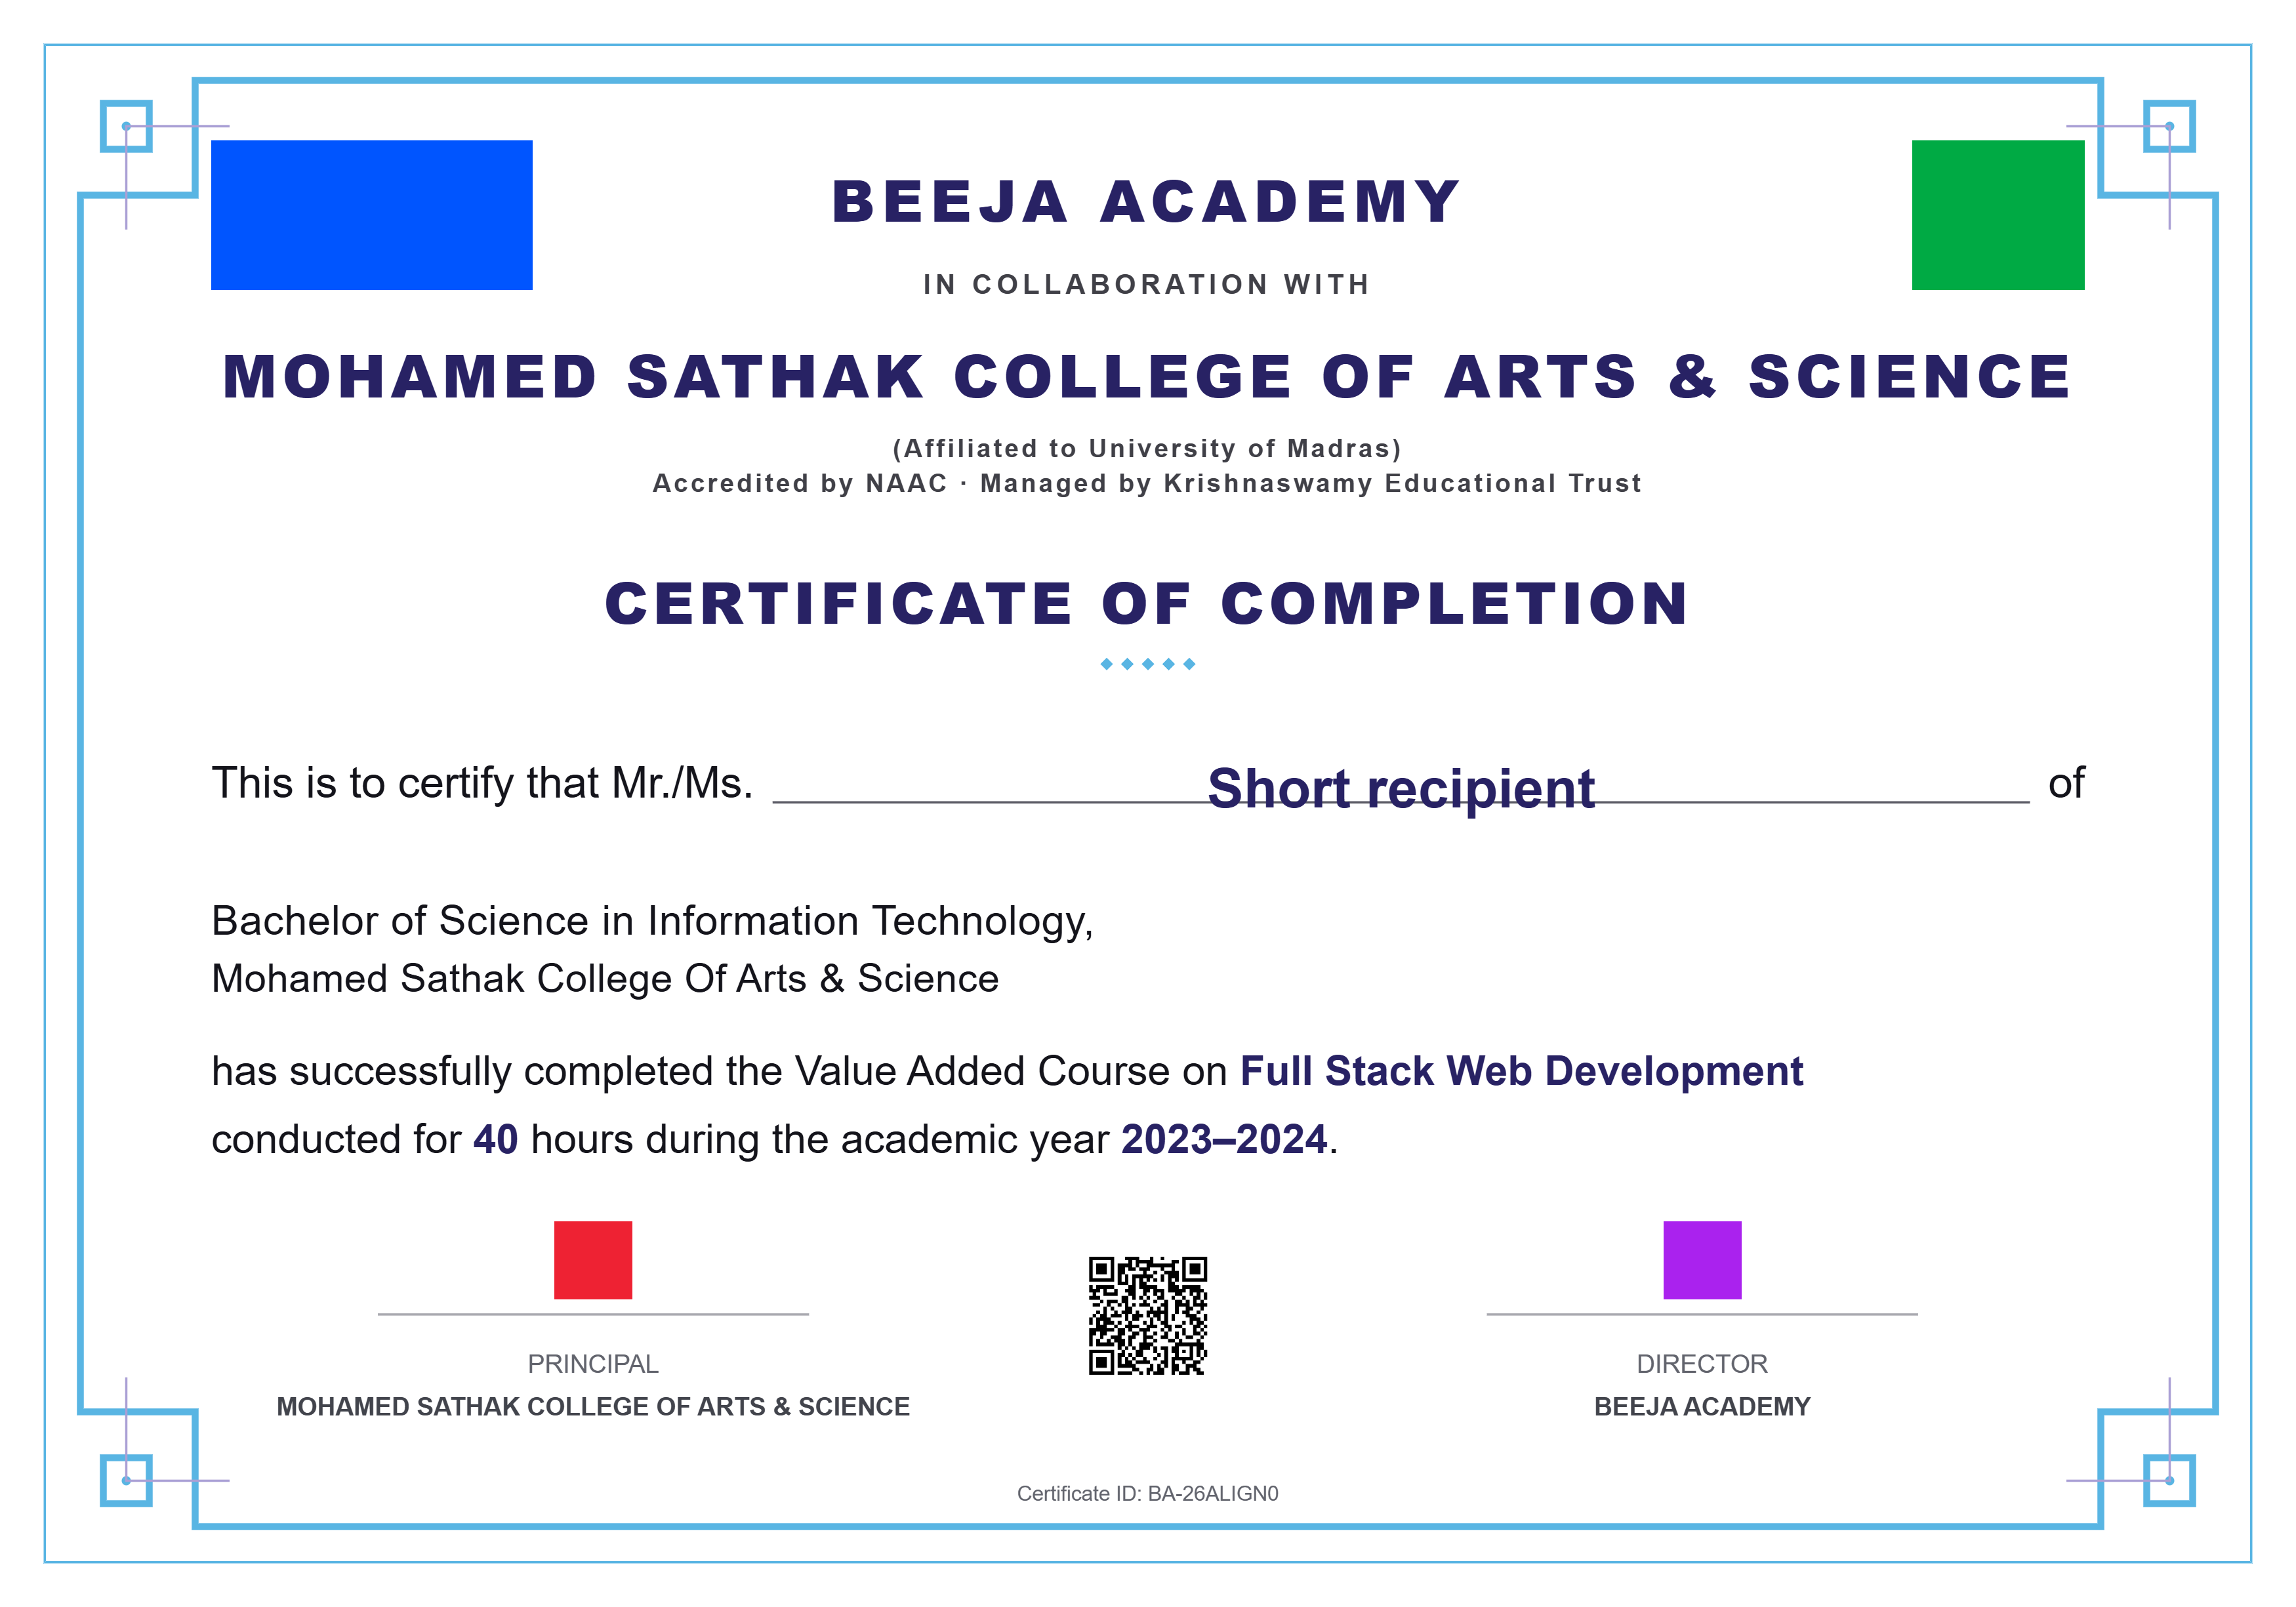 BEEJA ACADEMY
IN COLLABORATION WITH
MOHAMED SATHAK COLLEGE OF ARTS & SCIENCE
(Affiliated to University of Madras)
Accredited by NAAC · Managed by Krishnaswamy Educational Trust
CERTIFICATE OF COMPLETION
This is to certify that Mr./Ms. Short recipient of
Bachelor of Science in Information Technology,
Mohamed Sathak College Of Arts & Science
has successfully completed the Value Added Course on Full Stack Web Development
conducted for 40 hours during the academic year 2023–2024.
PRINCIPAL
MOHAMED SATHAK COLLEGE OF ARTS & SCIENCE
DIRECTOR
BEEJA ACADEMY
Certificate ID: BA-26ALIGN0